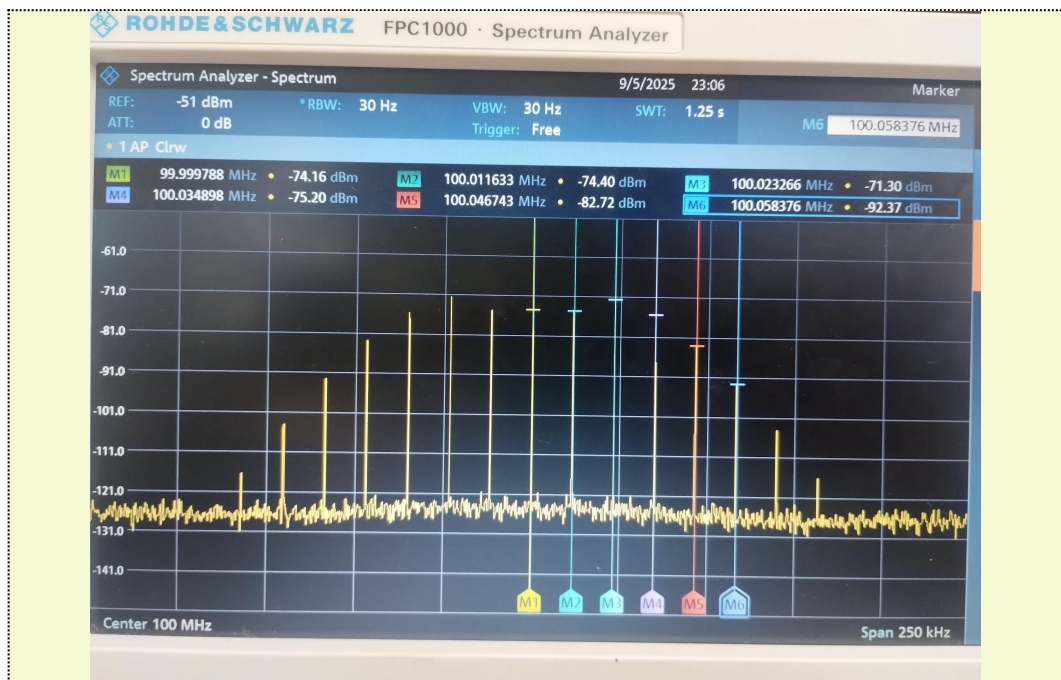 ROHDE&SCHWARZ FPC1000 · Spectrum Analyzer
Spectrum Analyzer - Spectrum 9/5/2025 23:06 Marker
REF: -51 dBm *RBW: 30 Hz VBW: 30 Hz SWT: 1.25 s
ATT: 0 dB Trigger: Free M6 100.058376 MHz
1 AP Clrw
M1 99.999788 MHz • -74.16 dBm M2 100.011633 MHz • -74.40 dBm M3 100.023266 MHz • -71.30 dBm
M4 100.034898 MHz • -75.20 dBm M5 100.046743 MHz • -82.72 dBm M6 100.058376 MHz • -92.37 dBm
-61.0
-71.0
-81.0
-91.0
-101.0
-111.0
-121.0
-131.0
-141.0
M1 M2 M3 M4 M5 M6
Center 100 MHz Span 250 kHz